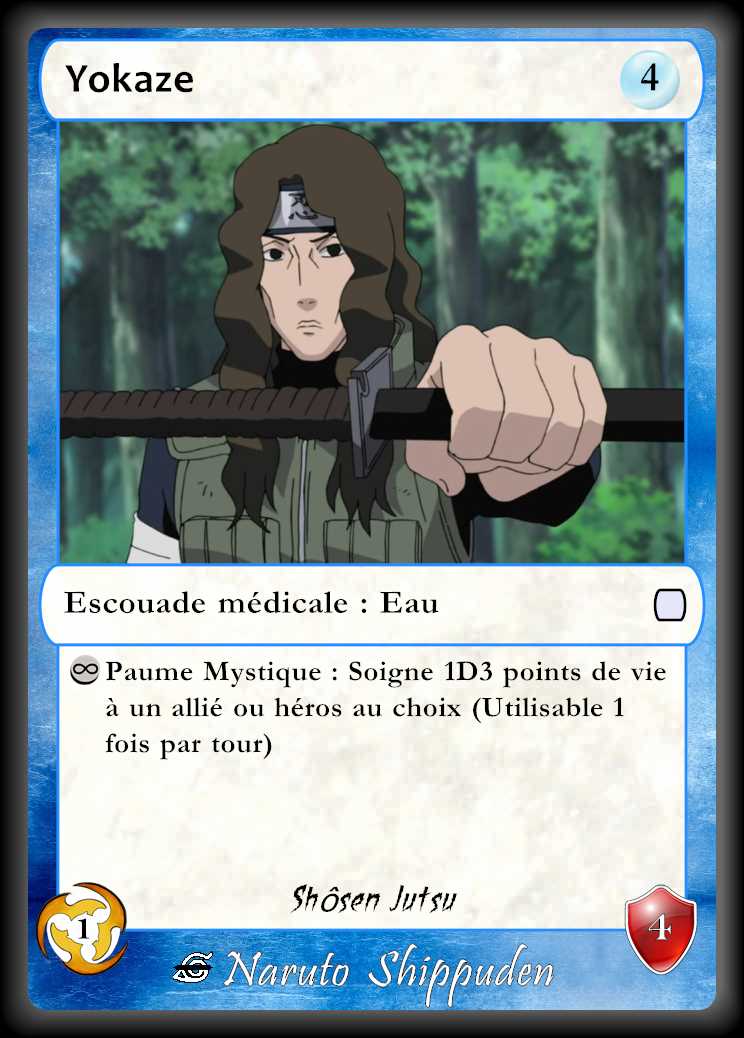 Yokaze
4
忍
Escouade médicale : Eau
∞ Paume Mystique : Soigne 1D3 points de vie
à un allié ou héros au choix (Utilisable 1
fois par tour)
Shôsen Jutsu
1
4
Naruto Shippuden